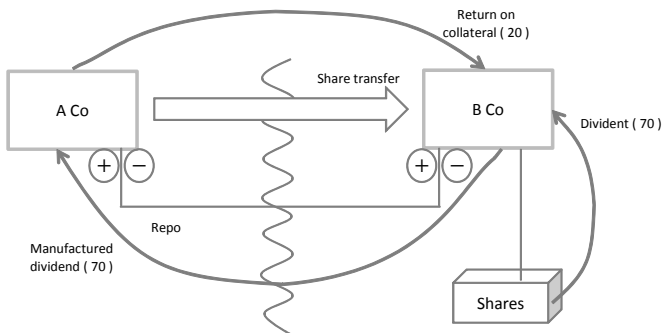 Return on
collateral ( 20 )
Share transfer
A Co
B Co
Divident ( 70 )
+ − + −
Repo
Manufactured
dividend ( 70 )
Shares